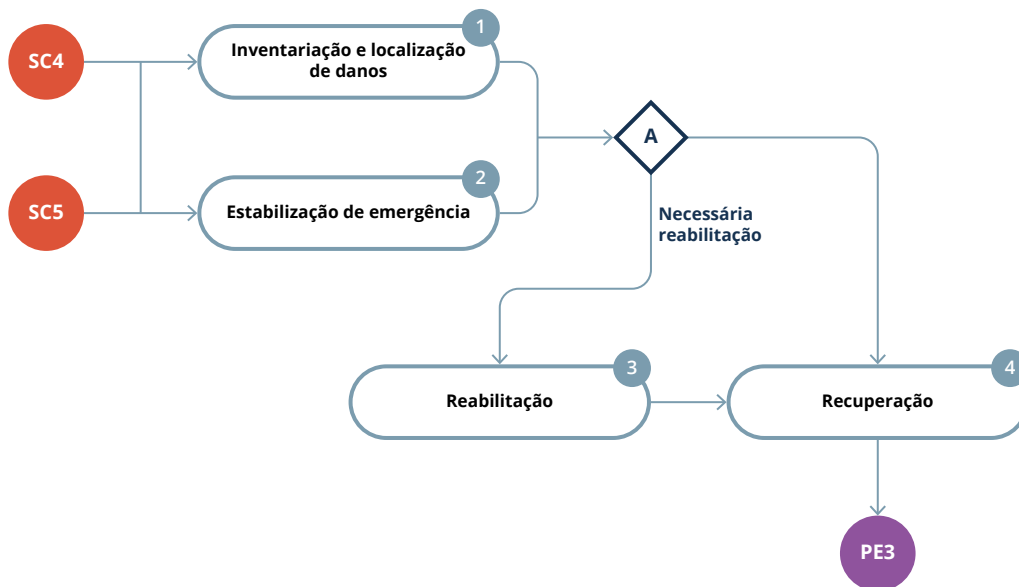 SC4
1
Inventariação e localização
de danos
A
SC5
2
Estabilização de emergência
Necessária
reabilitação
3
Reabilitação
4
Recuperação
PE3